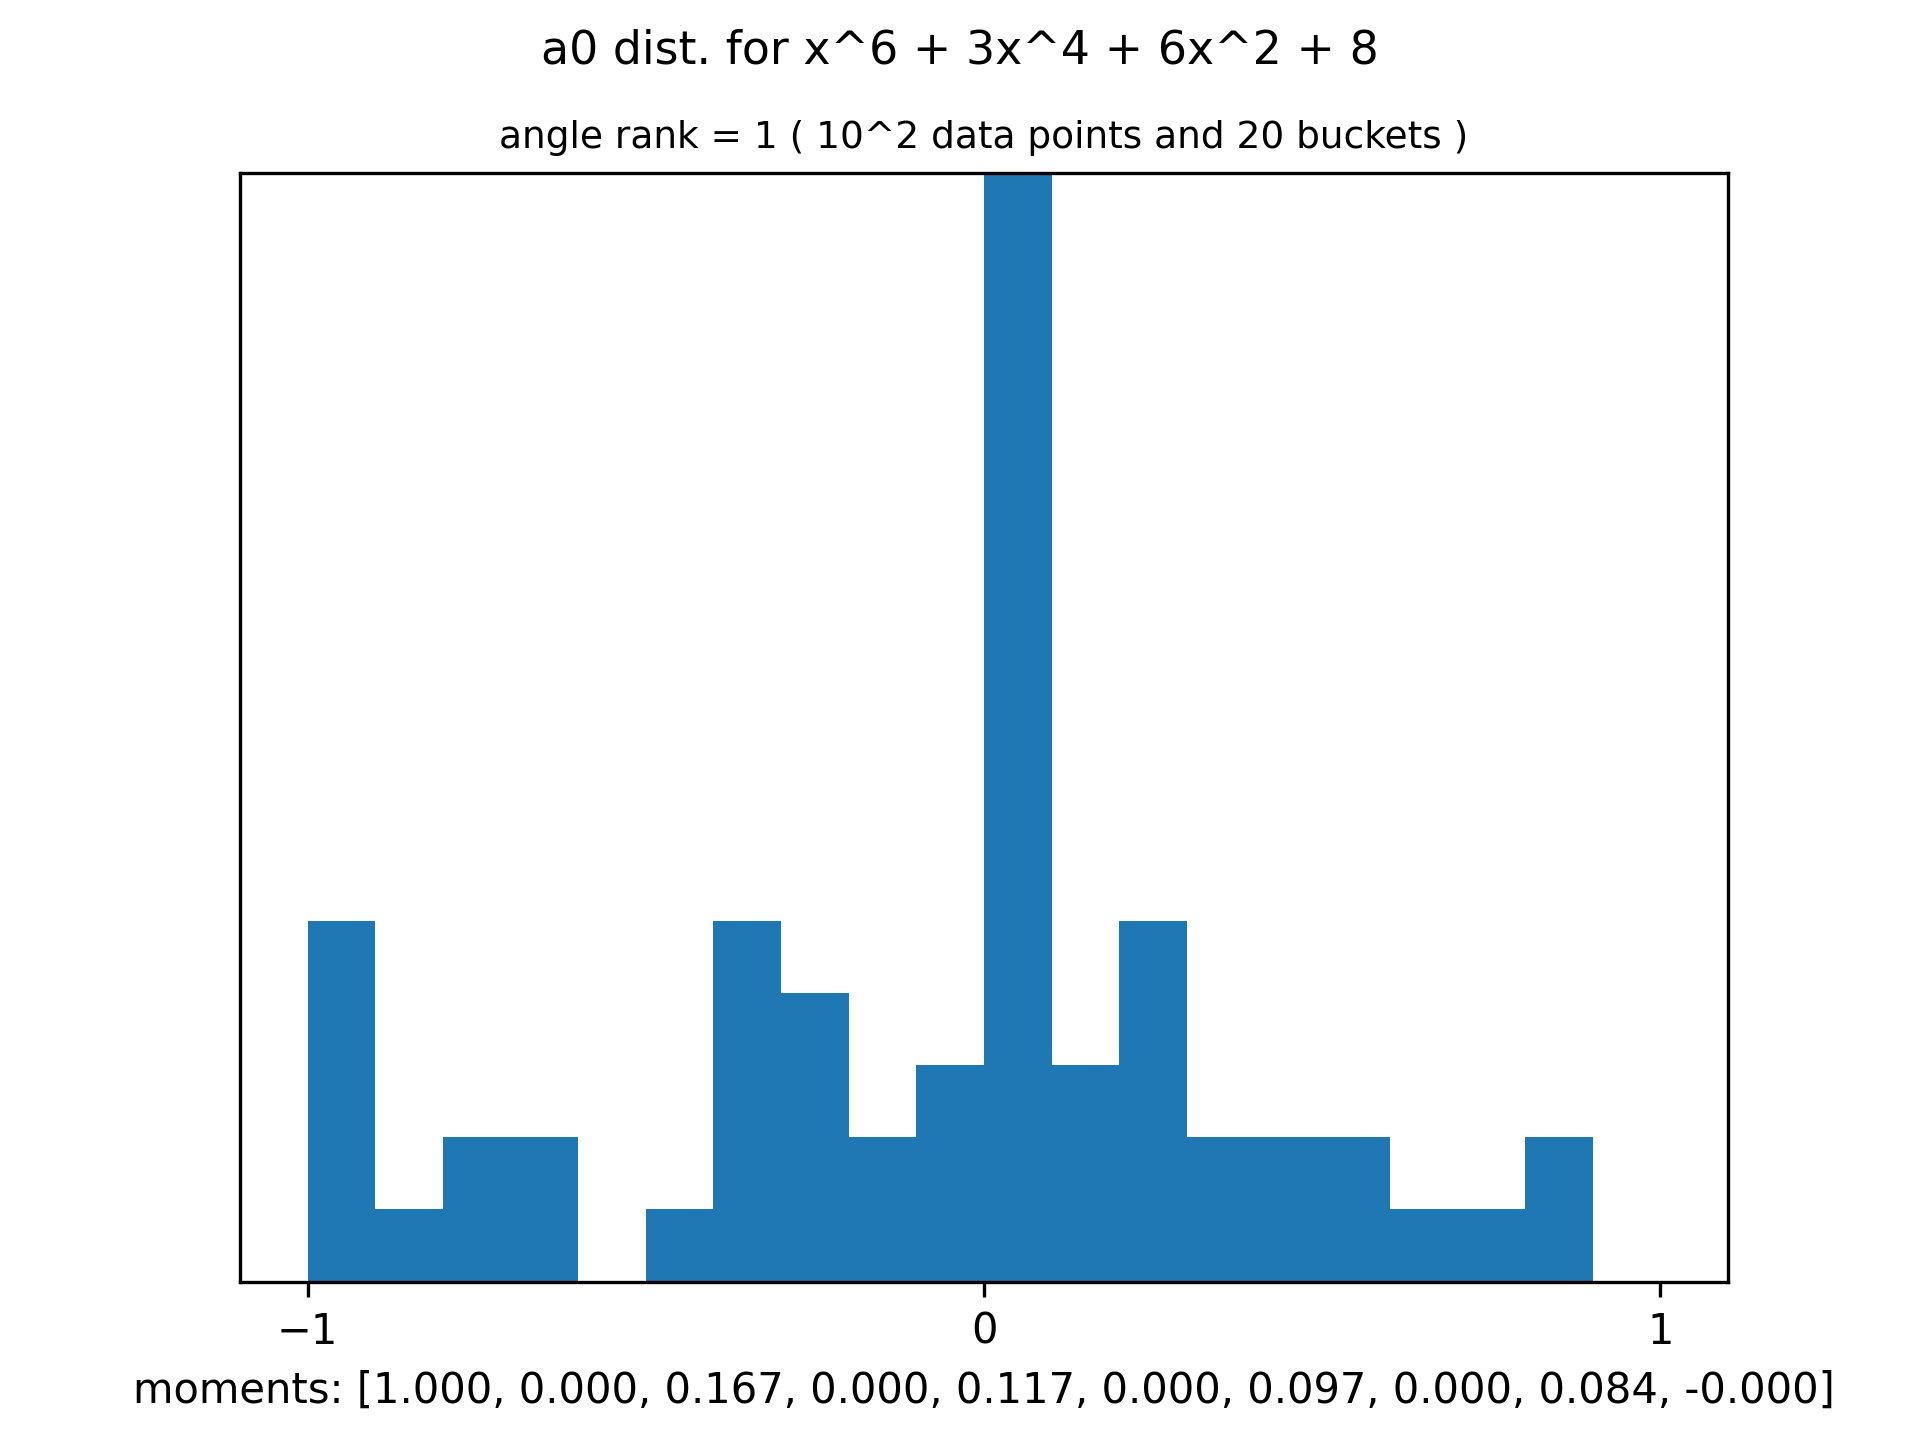 a0 dist. for x^6 + 3x^4 + 6x^2 + 8
angle rank = 1 ( 10^2 data points and 20 buckets )
−1 0 1
moments: [1.000, 0.000, 0.167, 0.000, 0.117, 0.000, 0.097, 0.000, 0.084, -0.000]